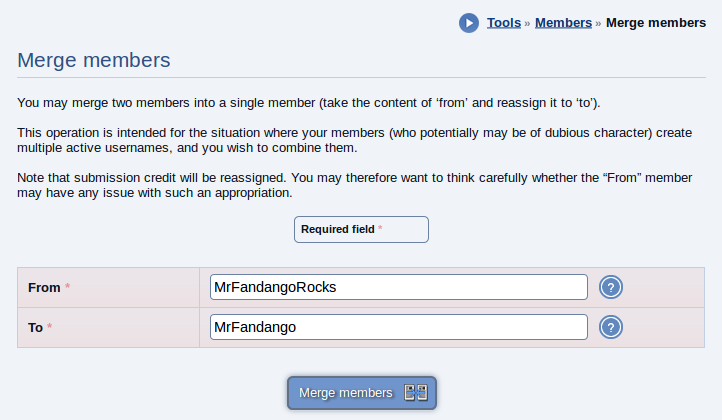 Tools » Members » Merge members
Merge members
You may merge two members into a single member (take the content of ‘from’ and reassign it to ‘to’).
This operation is intended for the situation where your members (who potentially may be of dubious character) create
multiple active usernames, and you wish to combine them.
Note that submission credit will be reassigned. You may therefore want to think carefully whether the “From” member
may have any issue with such an appropriation.
Required field *
From * MrFandangoRocks ?
To * MrFandango ?
Merge members